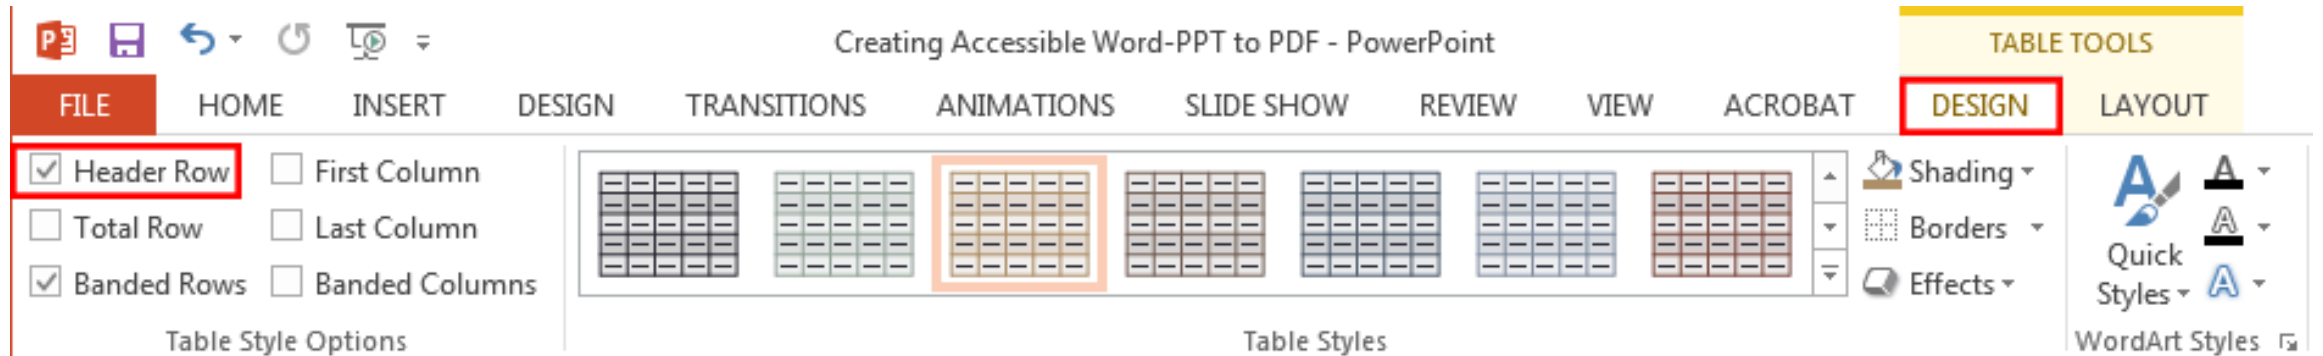 Creating Accessible Word-PPT to PDF - PowerPoint
TABLE TOOLS
FILE HOME INSERT DESIGN TRANSITIONS ANIMATIONS SLIDE SHOW REVIEW VIEW ACROBAT DESIGN LAYOUT
Header Row
First Column
Total Row
Last Column
Banded Rows
Banded Columns
Table Style Options
Table Styles
Shading
Borders
Effects
Quick
Styles
WordArt Styles